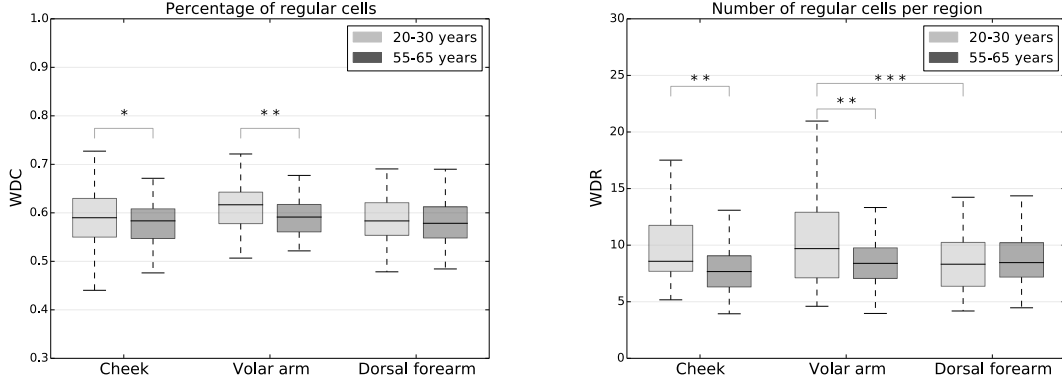 Percentage of regular cells
1.0
0.9
0.8
0.7
0.6
0.5
0.4
0.3
WDC
20-30 years
55-65 years
*
**
Cheek
Volar arm
Dorsal forearm
Number of regular cells per region
30
25
20
15
10
5
0
WDR
20-30 years
55-65 years
**
***
**
Cheek
Volar arm
Dorsal forearm